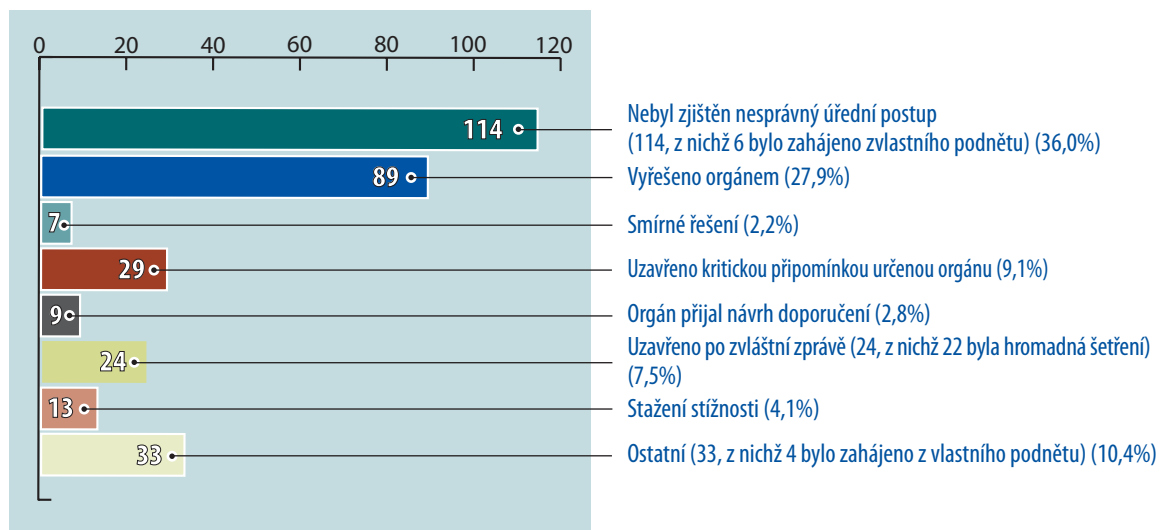 0 20 40 60 80 100 120
114
Nebyl zjištěn nesprávný úřední postup
(114, z nichž 6 bylo zahájeno zvlastního podnětu) (36,0%)
89
Vyřešeno orgánem (27,9%)
7
Smírné řešení (2,2%)
29
Uzavřeno kritickou připomínkou určenou orgánu (9,1%)
9
Orgán přijal návrh doporučení (2,8%)
24
Uzavřeno po zvláštní zprávě (24, z nichž 22 byla hromadná šetření)
(7,5%)
13
Stažení stížnosti (4,1%)
33
Ostatní (33, z nichž 4 bylo zahájeno z vlastního podnětu) (10,4%)